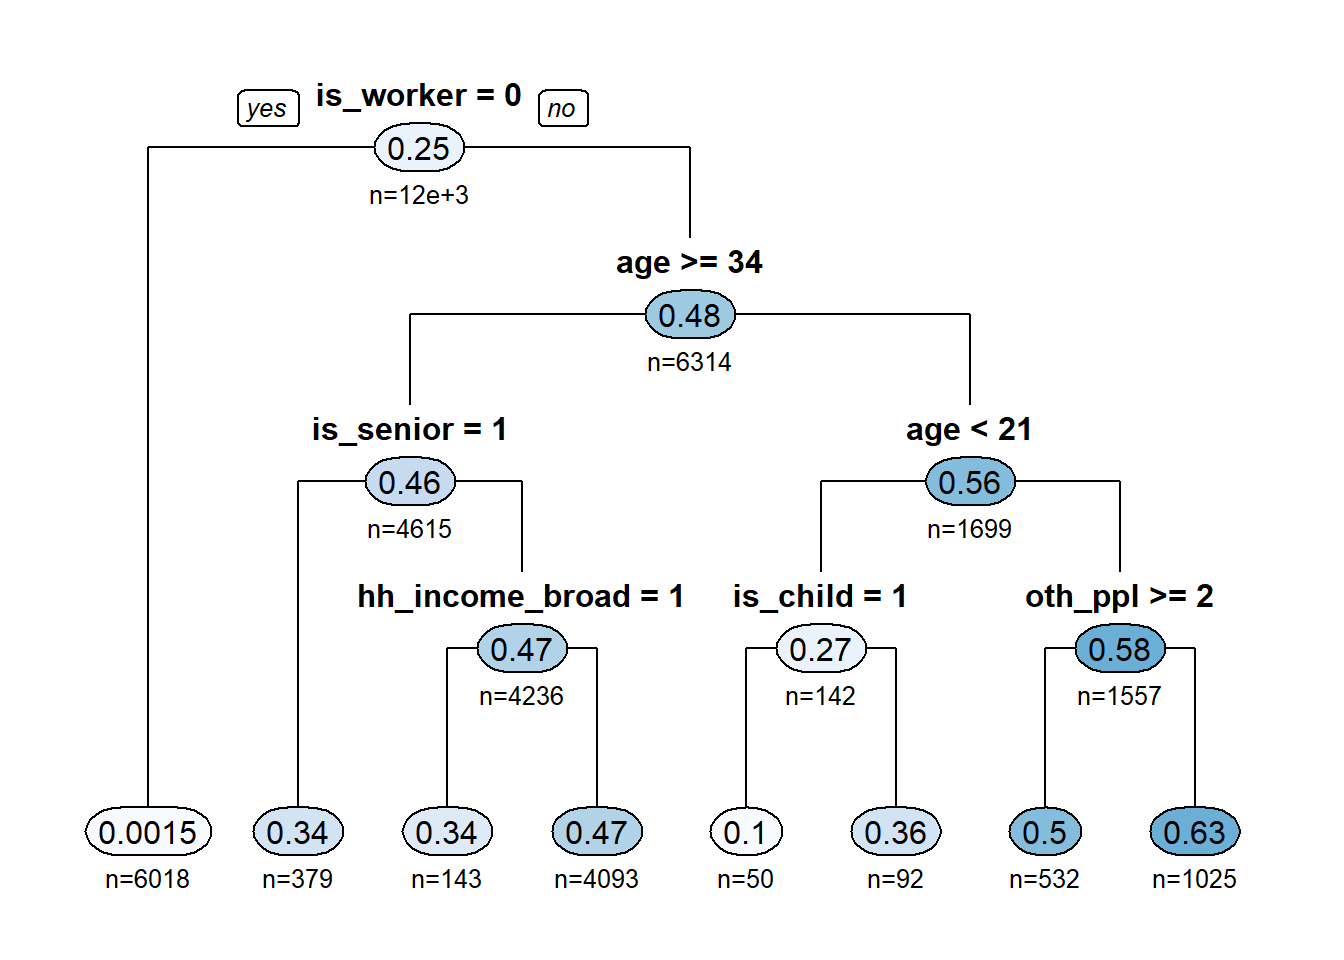 yes is_worker = 0 no
0.25
n=12e+3
age >= 34
0.48
n=6314
is_senior = 1 age < 21
0.46 0.56
n=4615 n=1699
hh_income_broad = 1 is_child = 1 oth_ppl >= 2
0.47 0.27 0.58
n=4236 n=142 n=1557
0.0015 0.34 0.34 0.47 0.1 0.36 0.5 0.63
n=6018 n=379 n=143 n=4093 n=50 n=92 n=532 n=1025